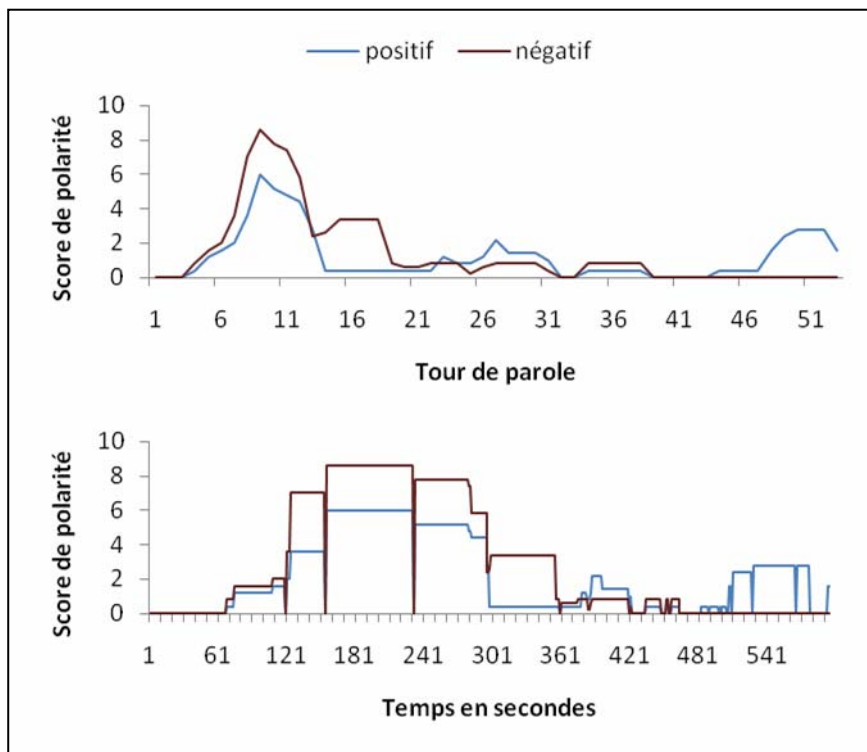 positif négatif
Score de polarité
10
8
6
4
2
0
1 6 11 16 21 26 31 36 41 46 51
Tour de parole
Score de polarité
10
8
6
4
2
0
1 61 121 181 241 301 361 421 481 541
Temps en secondes